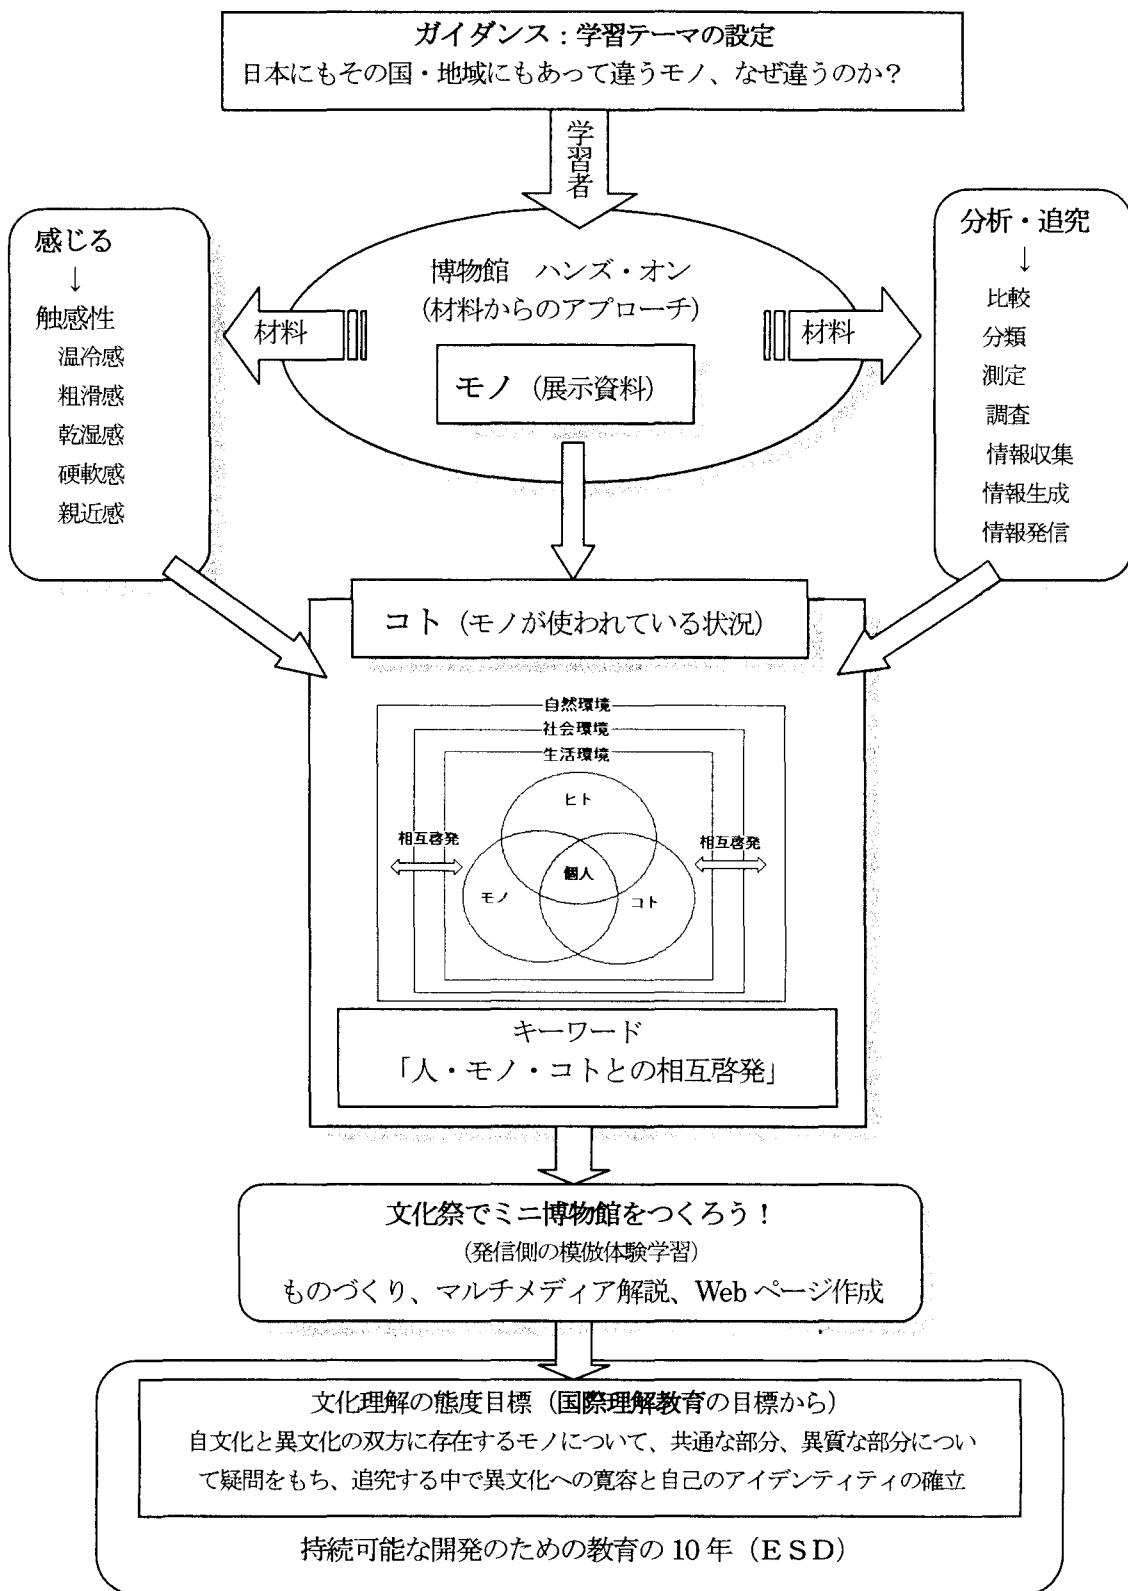 ガイダンス:学習テーマの設定
日本にもその国・地域にもあって違うモノ、なぜ違うのか?
学習者
感じる
↓
触感性
温冷感
粗滑感
乾湿感
硬軟感
親近感
材料
博物館 ハンズ・オン
(材料からのアプローチ)
モノ(展示資料)
材料
分析・追究
↓
比較
分類
測定
調査
情報収集
情報生成
情報発信
コト(モノが使われている状況)
自然環境
社会環境
生活環境
ヒト
相互啓発
相互啓発
個人
モノ
コト
キーワード
「人・モノ・コトとの相互啓発」
文化祭でミニ博物館をつくろう!
(発信側の模倣体験学習)
ものづくり、マルチメディア解説、Web ページ作成
文化理解の態度目標(国際理解教育の目標から)
自文化と異文化の双方に存在するモノについて、共通な部分、異質な部分につい
て疑問をもち、追究する中で異文化への寛容と自己のアイデンティティの確立
持続可能な開発のための教育の 10 年(ESD)